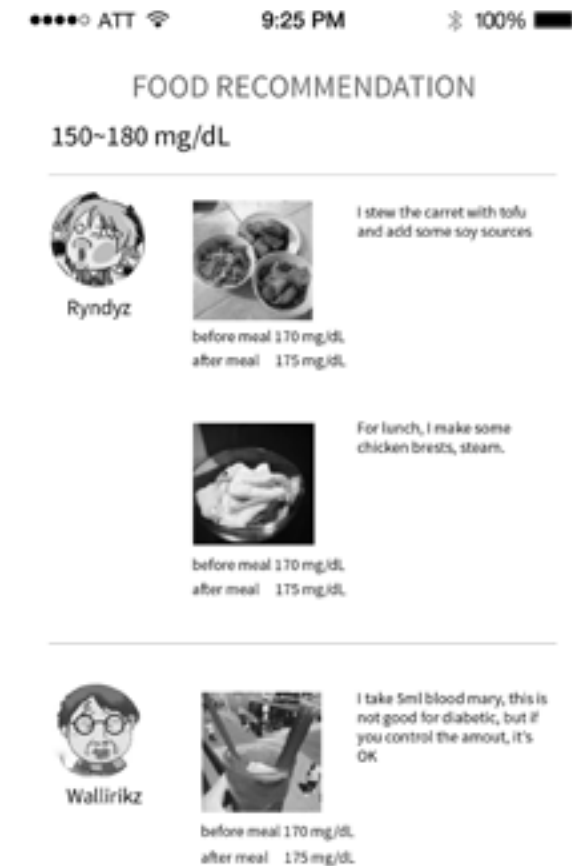 ATT 9:25 PM 100%
FOOD RECOMMENDATION
150~180 mg/dL
Ryndyz
I stew the carret with tofu
and add some soy sources
before meal 170 mg/dL
after meal 175 mg/dL
For lunch, I make some
chicken brests, steam.
before meal 170 mg/dL
after meal 175 mg/dL
Wallirikz
I take 5ml blood mary, this is
not good for diabetic, but if
you control the amout, it's
OK
before meal 170 mg/dL
after meal 175 mg/dL